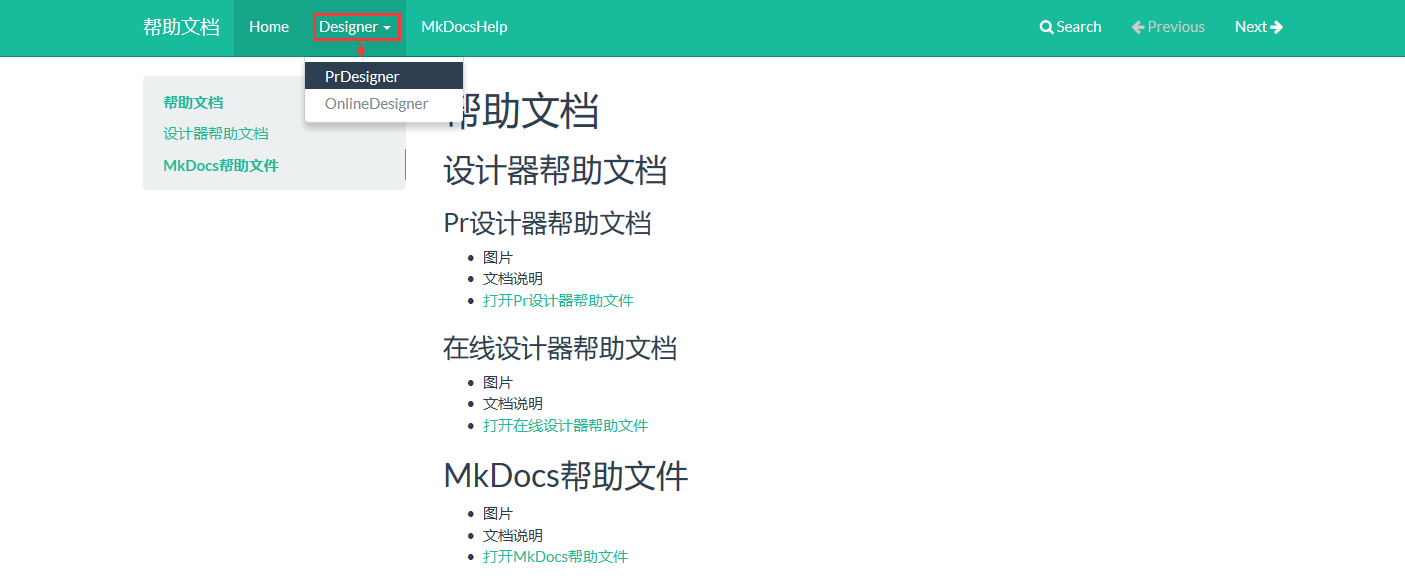 帮助文档 Home Designer MkDocsHelp Search Previous Next
PrDesigner
OnlineDesigner
帮助文档
设计器帮助文档
MkDocs帮助文件
帮助文档
设计器帮助文档
Pr设计器帮助文档
图片
文档说明
打开Pr设计器帮助文件
在线设计器帮助文档
图片
文档说明
打开在线设计器帮助文件
MkDocs帮助文件
图片
文档说明
打开MkDocs帮助文件